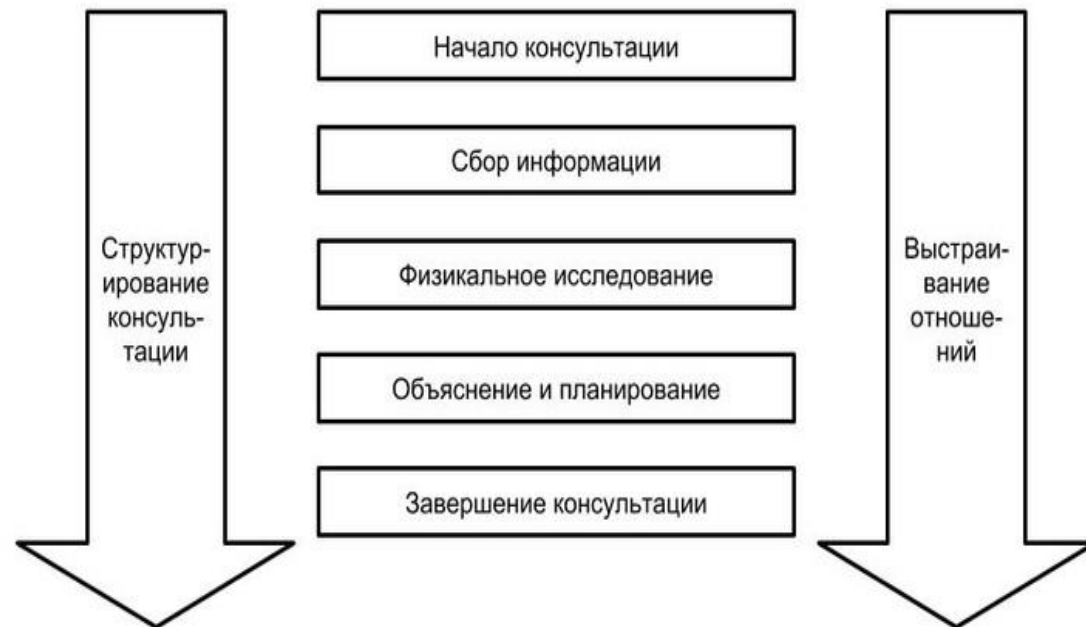 Начало консультации
Сбор информации
Физикальное исследование
Объяснение и планирование
Завершение консультации
Структур-
ирование
консуль-
тации
Выстраи-
вание
отноше-
ний